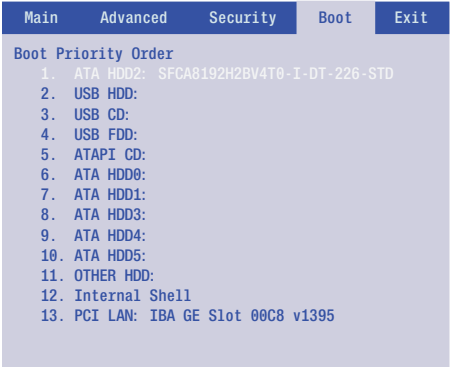 Main Advanced Security Boot Exit
Boot Priority Order
1. ATA HDD2: SFCA8192H2BV4T0-I-DT-226-STD
2. USB HDD:
3. USB CD:
4. USB FDD:
5. ATAPI CD:
6. ATA HDD0:
7. ATA HDD1:
8. ATA HDD3:
9. ATA HDD4:
10. ATA HDD5:
11. OTHER HDD:
12. Internal Shell
13. PCI LAN: IBA GE Slot 00C8 v1395